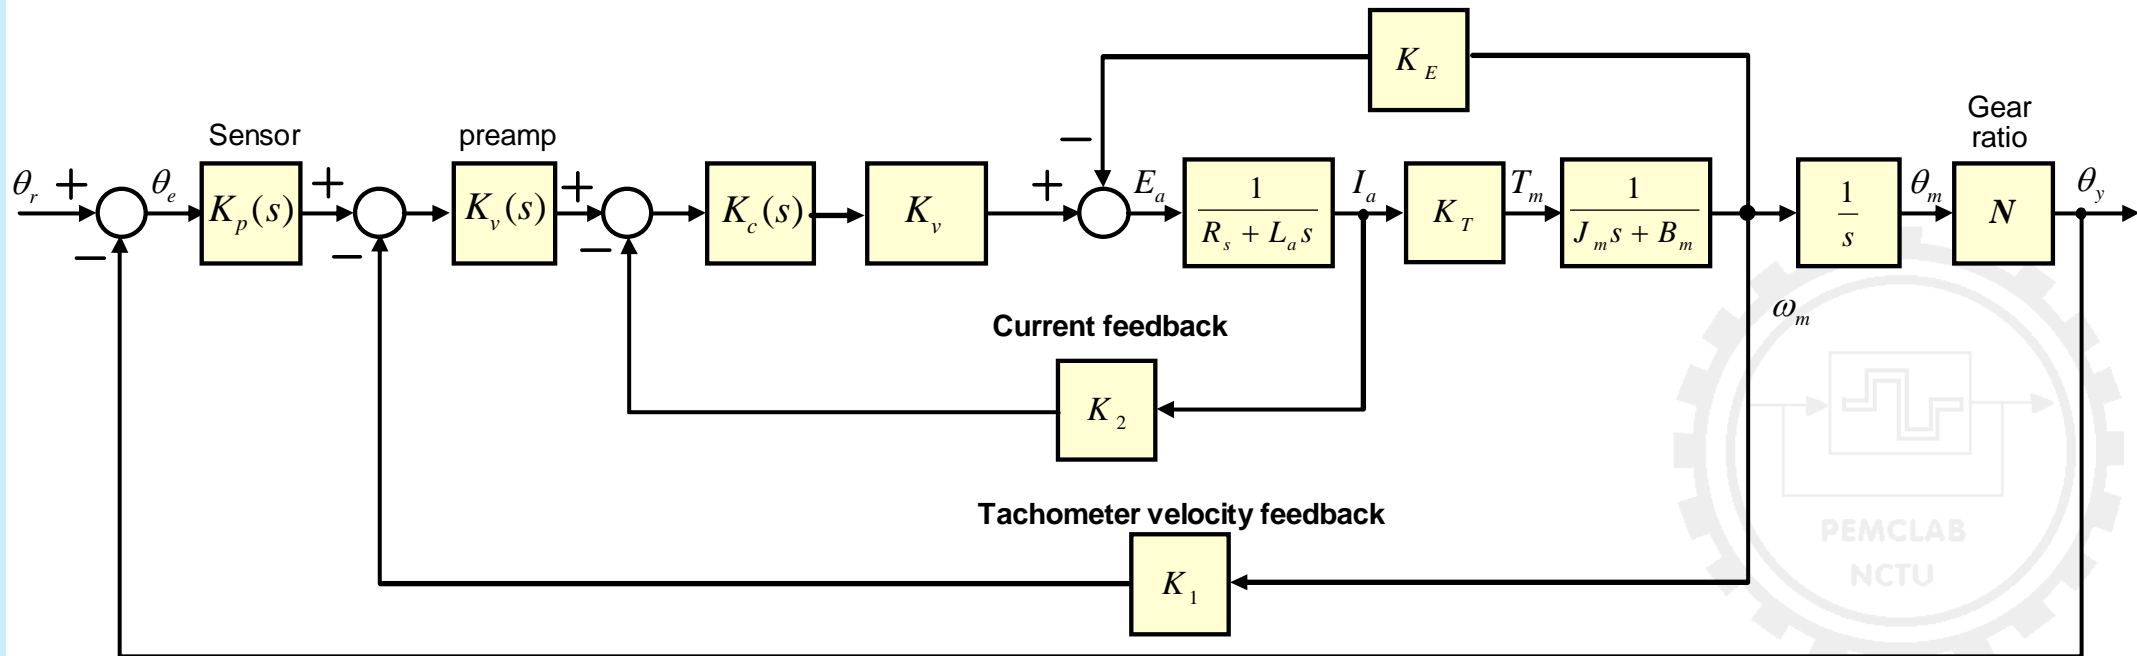 K_E
Gear
ratio
Sensor
preamp
θ_r + θ_e K_p(s) + K_v(s) + K_c(s) K_v + − E_a 1/(R_s + L_a s) I_a K_T T_m 1/(J_m s + B_m) 1/s θ_m N θ_y
− − −
ω_m
Current feedback
K_2
Tachometer velocity feedback
K_1
PEMCLAB
NCTU